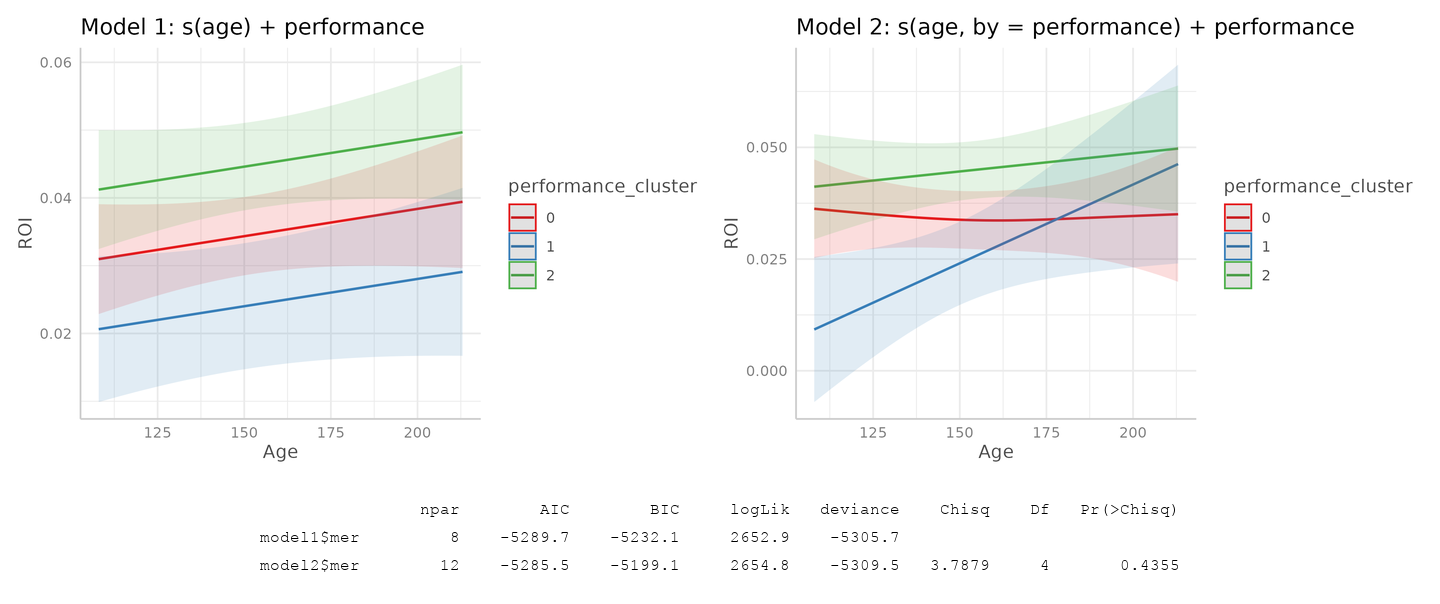 Model 1: s(age) + performance
0.06
0.04
0.02
ROI
125 150 175 200
Age
performance_cluster
0
1
2
Model 2: s(age, by = performance) + performance
0.050
0.025
0.000
ROI
125 150 175 200
Age
performance_cluster
0
1
2
npar AIC BIC logLik deviance Chisq Df Pr(>Chisq)
model1$mer 8 -5289.7 -5232.1 2652.9 -5305.7
model2$mer 12 -5285.5 -5199.1 2654.8 -5309.5 3.7879 4 0.4355